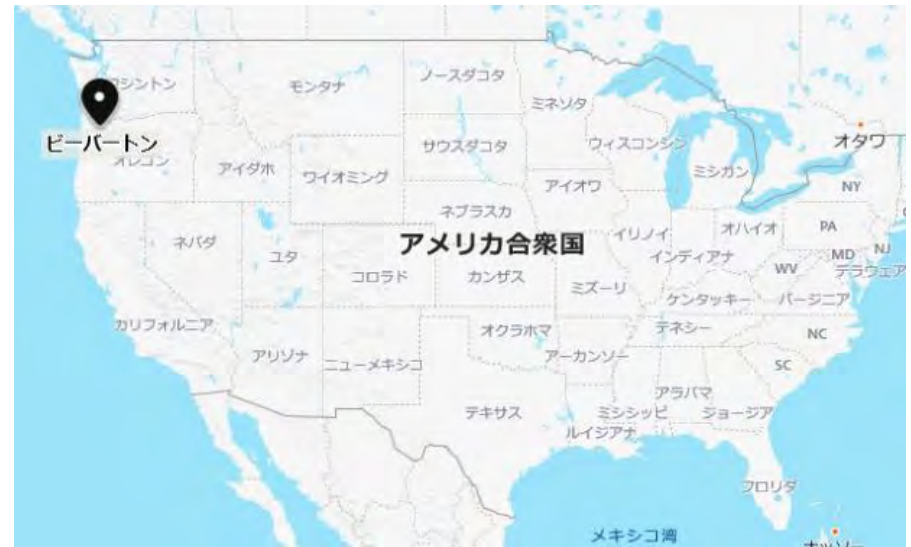 ワシントン
モンタナ
ノースダコタ
ミネソタ
ビーバートン
オレゴン
アイダホ
ワイオミング
サウスダコタ
ウィスコンシン
ミシガン
オタワ
NY
アイオワ
ネブラスカ
ネバダ
ユタ
アメリカ合衆国
コロラド
カンザス
イリノイ
インディアナ
オハイオ
PA
NJ
MD
WV
デラウェア
ミズーリ
ケンタッキー
バージニア
カリフォルニア
アリゾナ
ニューメキシコ
オクラホマ
アーカンソー
テネシー
NC
SC
テキサス
ミシシッピ
アラバマ
ジョージア
ルイジアナ
フロリダ
メキシコ湾